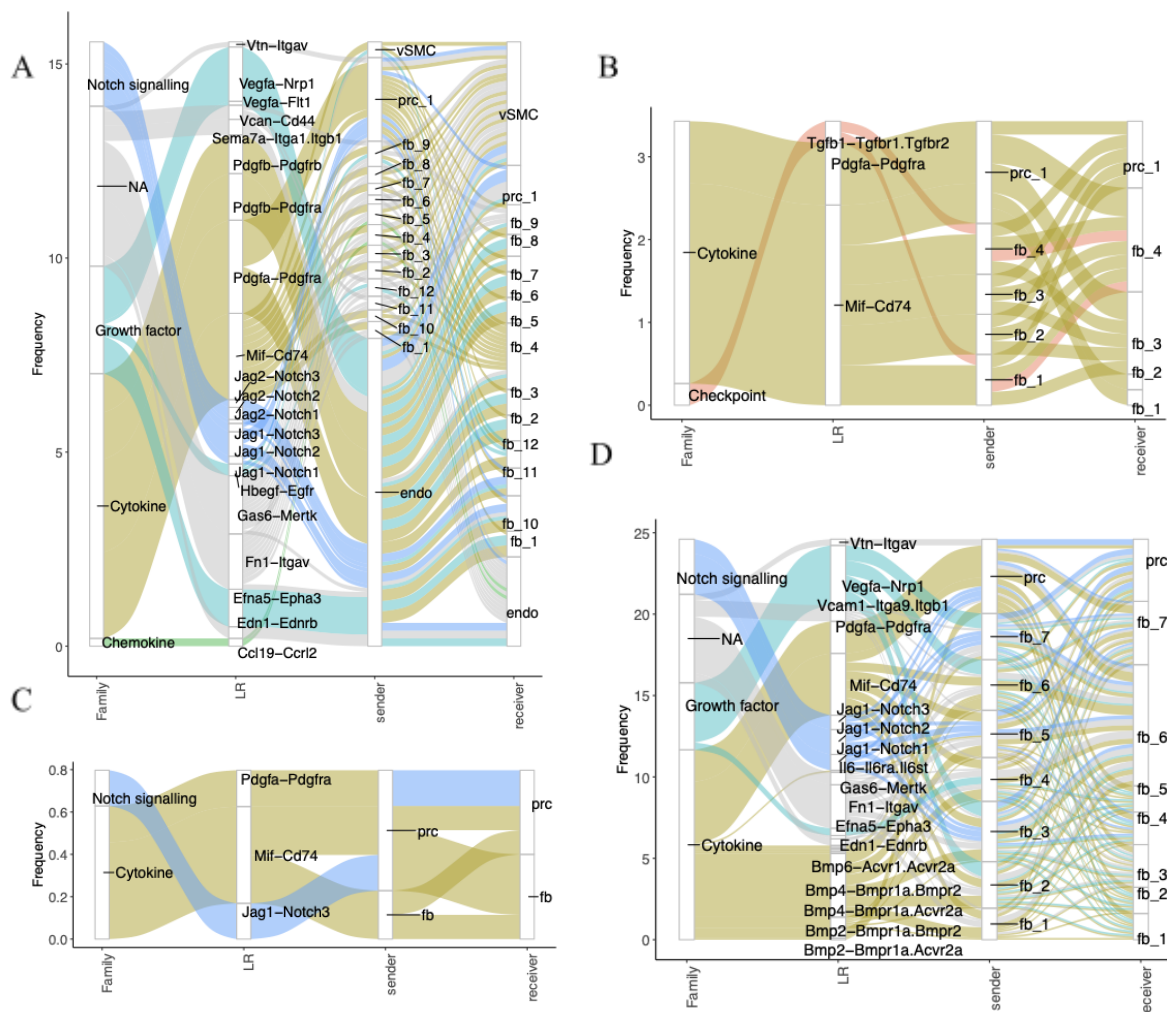 A
Frequency
15
10
5
0
Notch signalling
NA
Growth factor
Cytokine
Chemokine
Vtn−Itgav
Vegfa−Nrp1
Vegfa−Flt1
Vcan−Cd44
Sema7a−Itga1.Itgb1
Pdgfb−Pdgfrb
Pdgfb−Pdgfra
Pdgfa−Pdgfra
Mif−Cd74
Jag2−Notch3
Jag2−Notch2
Jag2−Notch1
Jag1−Notch3
Jag1−Notch2
Jag1−Notch1
Hbegf−Egfr
Gas6−Mertk
Fn1−Itgav
Efna5−Epha3
Edn1−Ednrb
Ccl19−Ccrl2
vSMC
prc_1
fb_9
fb_8
fb_7
fb_6
fb_5
fb_4
fb_3
fb_2
fb_12
fb_11
fb_10
fb_1
endo
vSMC
prc_1
fb_9
fb_8
fb_7
fb_6
fb_5
fb_4
fb_3
fb_2
fb_12
fb_11
fb_10
fb_1
endo
Family
LR
sender
receiver
B
Frequency
3
2
1
0
Cytokine
Checkpoint
Tgfb1−Tgfbr1.Tgfbr2
Pdgfa−Pdgfra
Mif−Cd74
prc_1
fb_4
fb_3
fb_2
fb_1
prc_1
fb_4
fb_3
fb_2
fb_1
Family
LR
sender
receiver
C
Frequency
0.8
0.6
0.4
0.2
0.0
Notch signalling
Cytokine
Pdgfa−Pdgfra
Mif−Cd74
Jag1−Notch3
prc
fb
prc
fb
Family
LR
sender
receiver
D
Frequency
25
20
15
10
5
0
Notch signalling
NA
Growth factor
Cytokine
Vtn−Itgav
Vegfa−Nrp1
Vcam1−Itga9.Itgb1
Pdgfa−Pdgfra
Mif−Cd74
Jag1−Notch3
Jag1−Notch2
Jag1−Notch1
Il6−Il6ra.Il6st
Gas6−Mertk
Fn1−Itgav
Efna5−Epha3
Edn1−Ednrb
Bmp6−Acvr1.Acvr2a
Bmp4−Bmpr1a.Bmpr2
Bmp4−Bmpr1a.Acvr2a
Bmp2−Bmpr1a.Bmpr2
Bmp2−Bmpr1a.Acvr2a
prc
fb_7
fb_6
fb_5
fb_4
fb_3
fb_2
fb_1
prc
fb_7
fb_6
fb_5
fb_4
fb_3
fb_2
fb_1
Family
LR
sender
receiver